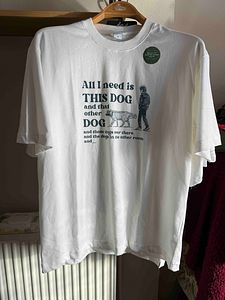 All I need is
THIS DOG
and that
other
DOG
and those dogs over there
and the dogs in te other room
and...